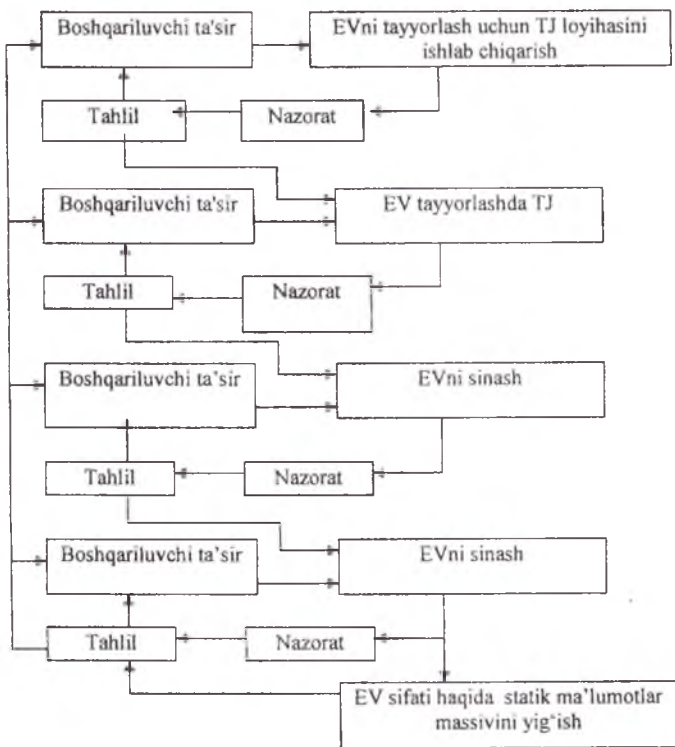 Boshqariluvchi ta'sir
EVni tayyorlash uchun TJ loyihasini
ishlab chiqarish
Tahlil
Nazorat
Boshqariluvchi ta'sir
EV tayyorlashda TJ
Tahlil
Nazorat
Boshqariluvchi ta’sir
EVni sinash
Tahlil
Nazorat
Boshqariluvchi ta’sir
EVni sinash
Tahlil
Nazorat
EV sifati haqida statik ma’lumotlar
massivini yig‘ish